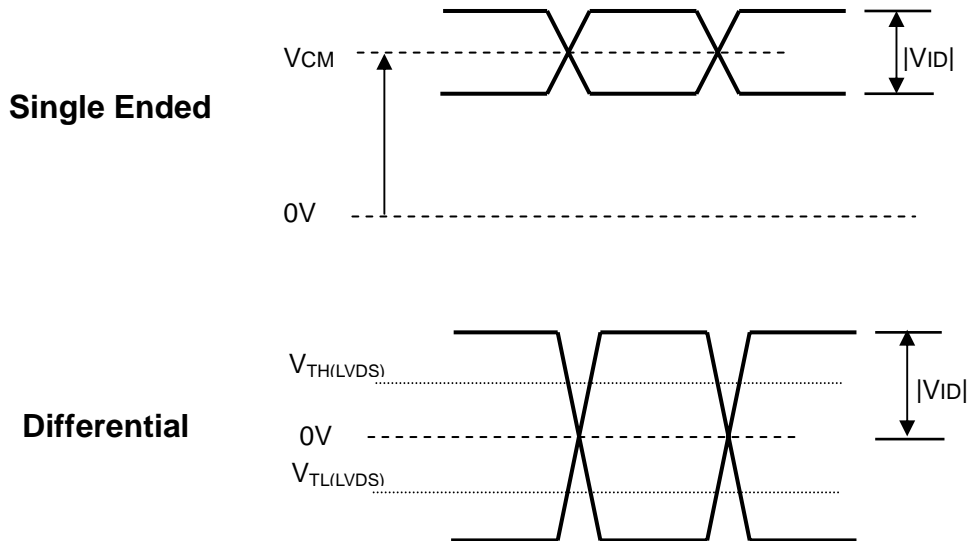 VCM
|VID|
Single Ended
0V
VTH(LVDS)
|VID|
Differential
0V
VTL(LVDS)